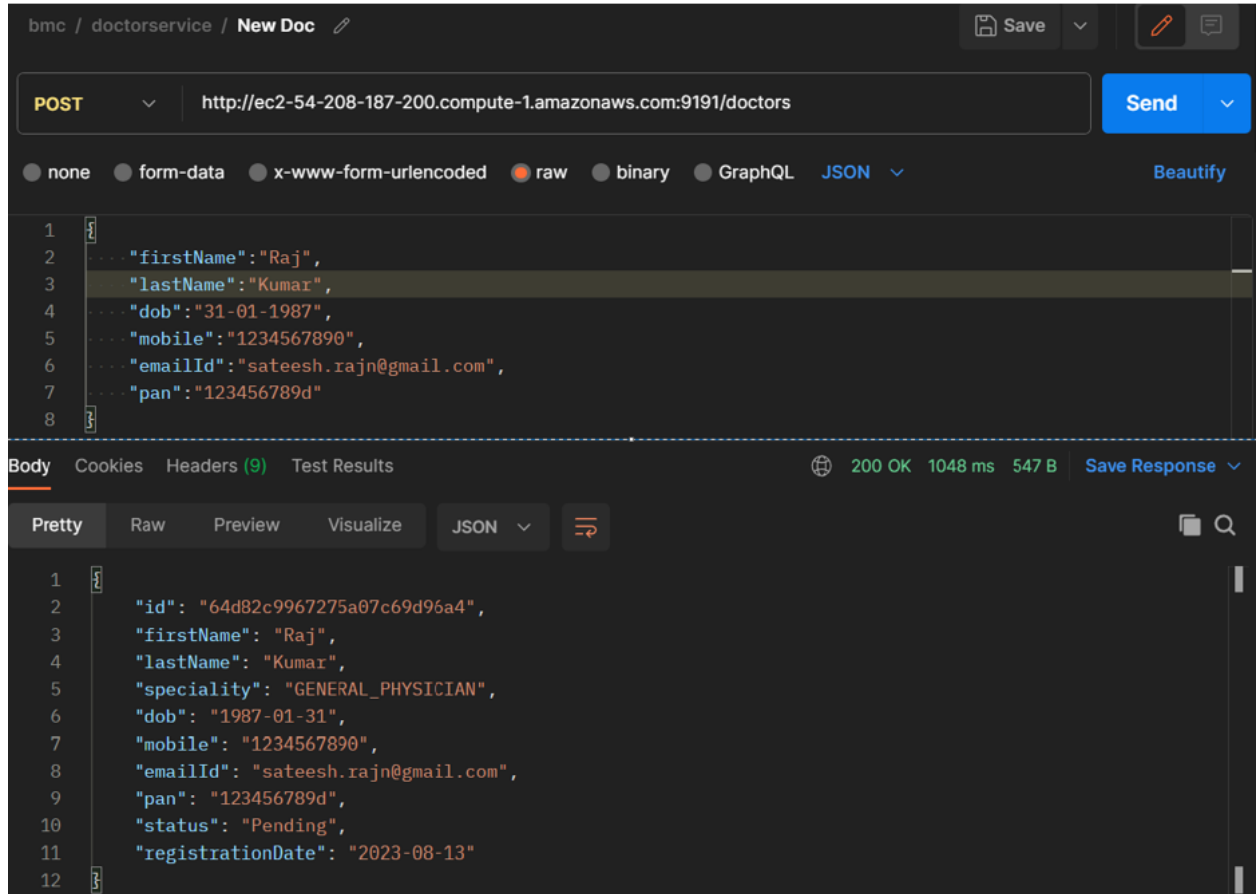 bmc / doctorservice / New Doc Save
POST http://ec2-54-208-187-200.compute-1.amazonaws.com:9191/doctors Send
none form-data x-www-form-urlencoded raw binary GraphQL JSON Beautify
1 {
2 "firstName":"Raj",
3 "lastName":"Kumar",
4 "dob":"31-01-1987",
5 "mobile":"1234567890",
6 "emailId":"sateesh.rajn@gmail.com",
7 "pan":"123456789d"
8 }
Body Cookies Headers (9) Test Results 200 OK 1048 ms 547 B Save Response
Pretty Raw Preview Visualize JSON
1 {
2 "id": "64d82c9967275a07c69d96a4",
3 "firstName": "Raj",
4 "lastName": "Kumar",
5 "speciality": "GENERAL_PHYSICIAN",
6 "dob": "1987-01-31",
7 "mobile": "1234567890",
8 "emailId": "sateesh.rajn@gmail.com",
9 "pan": "123456789d",
10 "status": "Pending",
11 "registrationDate": "2023-08-13"
12 }